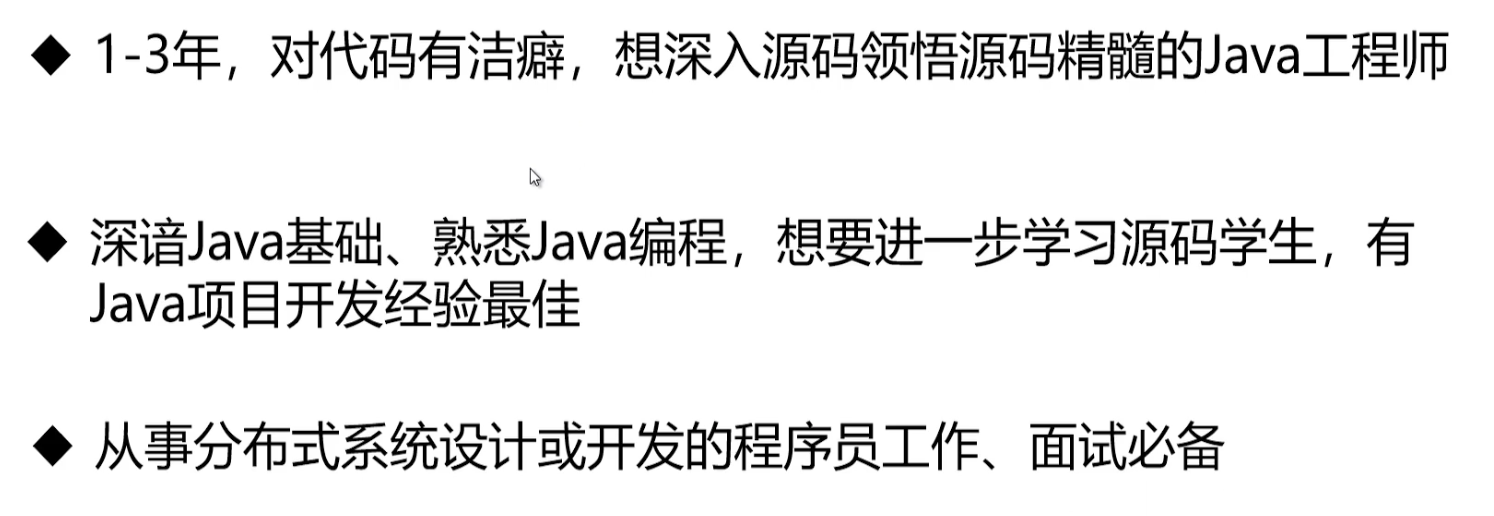 ◆ 1-3年，对代码有洁癖，想深入源码领悟源码精髓的Java工程师
◆ 深谙Java基础、熟悉Java编程，想要进一步学习源码学生，有
Java项目开发经验最佳
◆ 从事分布式系统设计或开发的程序员工作、面试必备